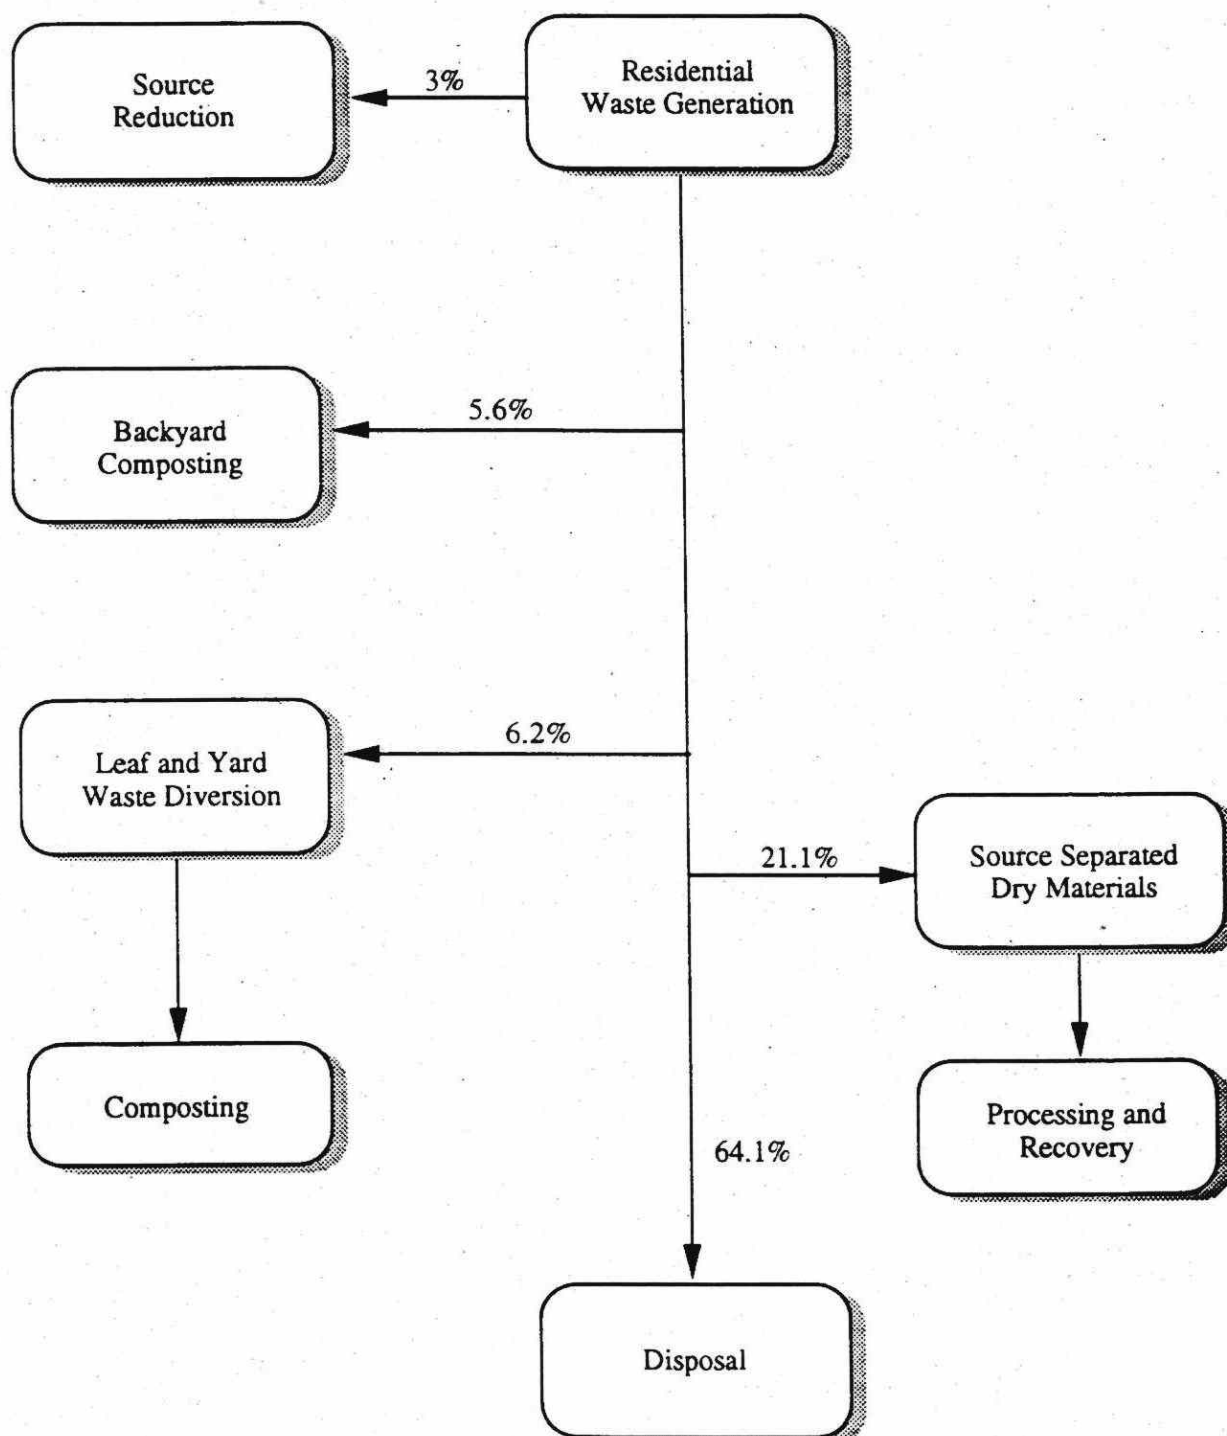 Source
Reduction
3%
Residential
Waste Generation
Backyard
Composting
5.6%
Leaf and Yard
Waste Diversion
6.2%
21.1%
Source Separated
Dry Materials
Composting
64.1%
Processing and
Recovery
Disposal